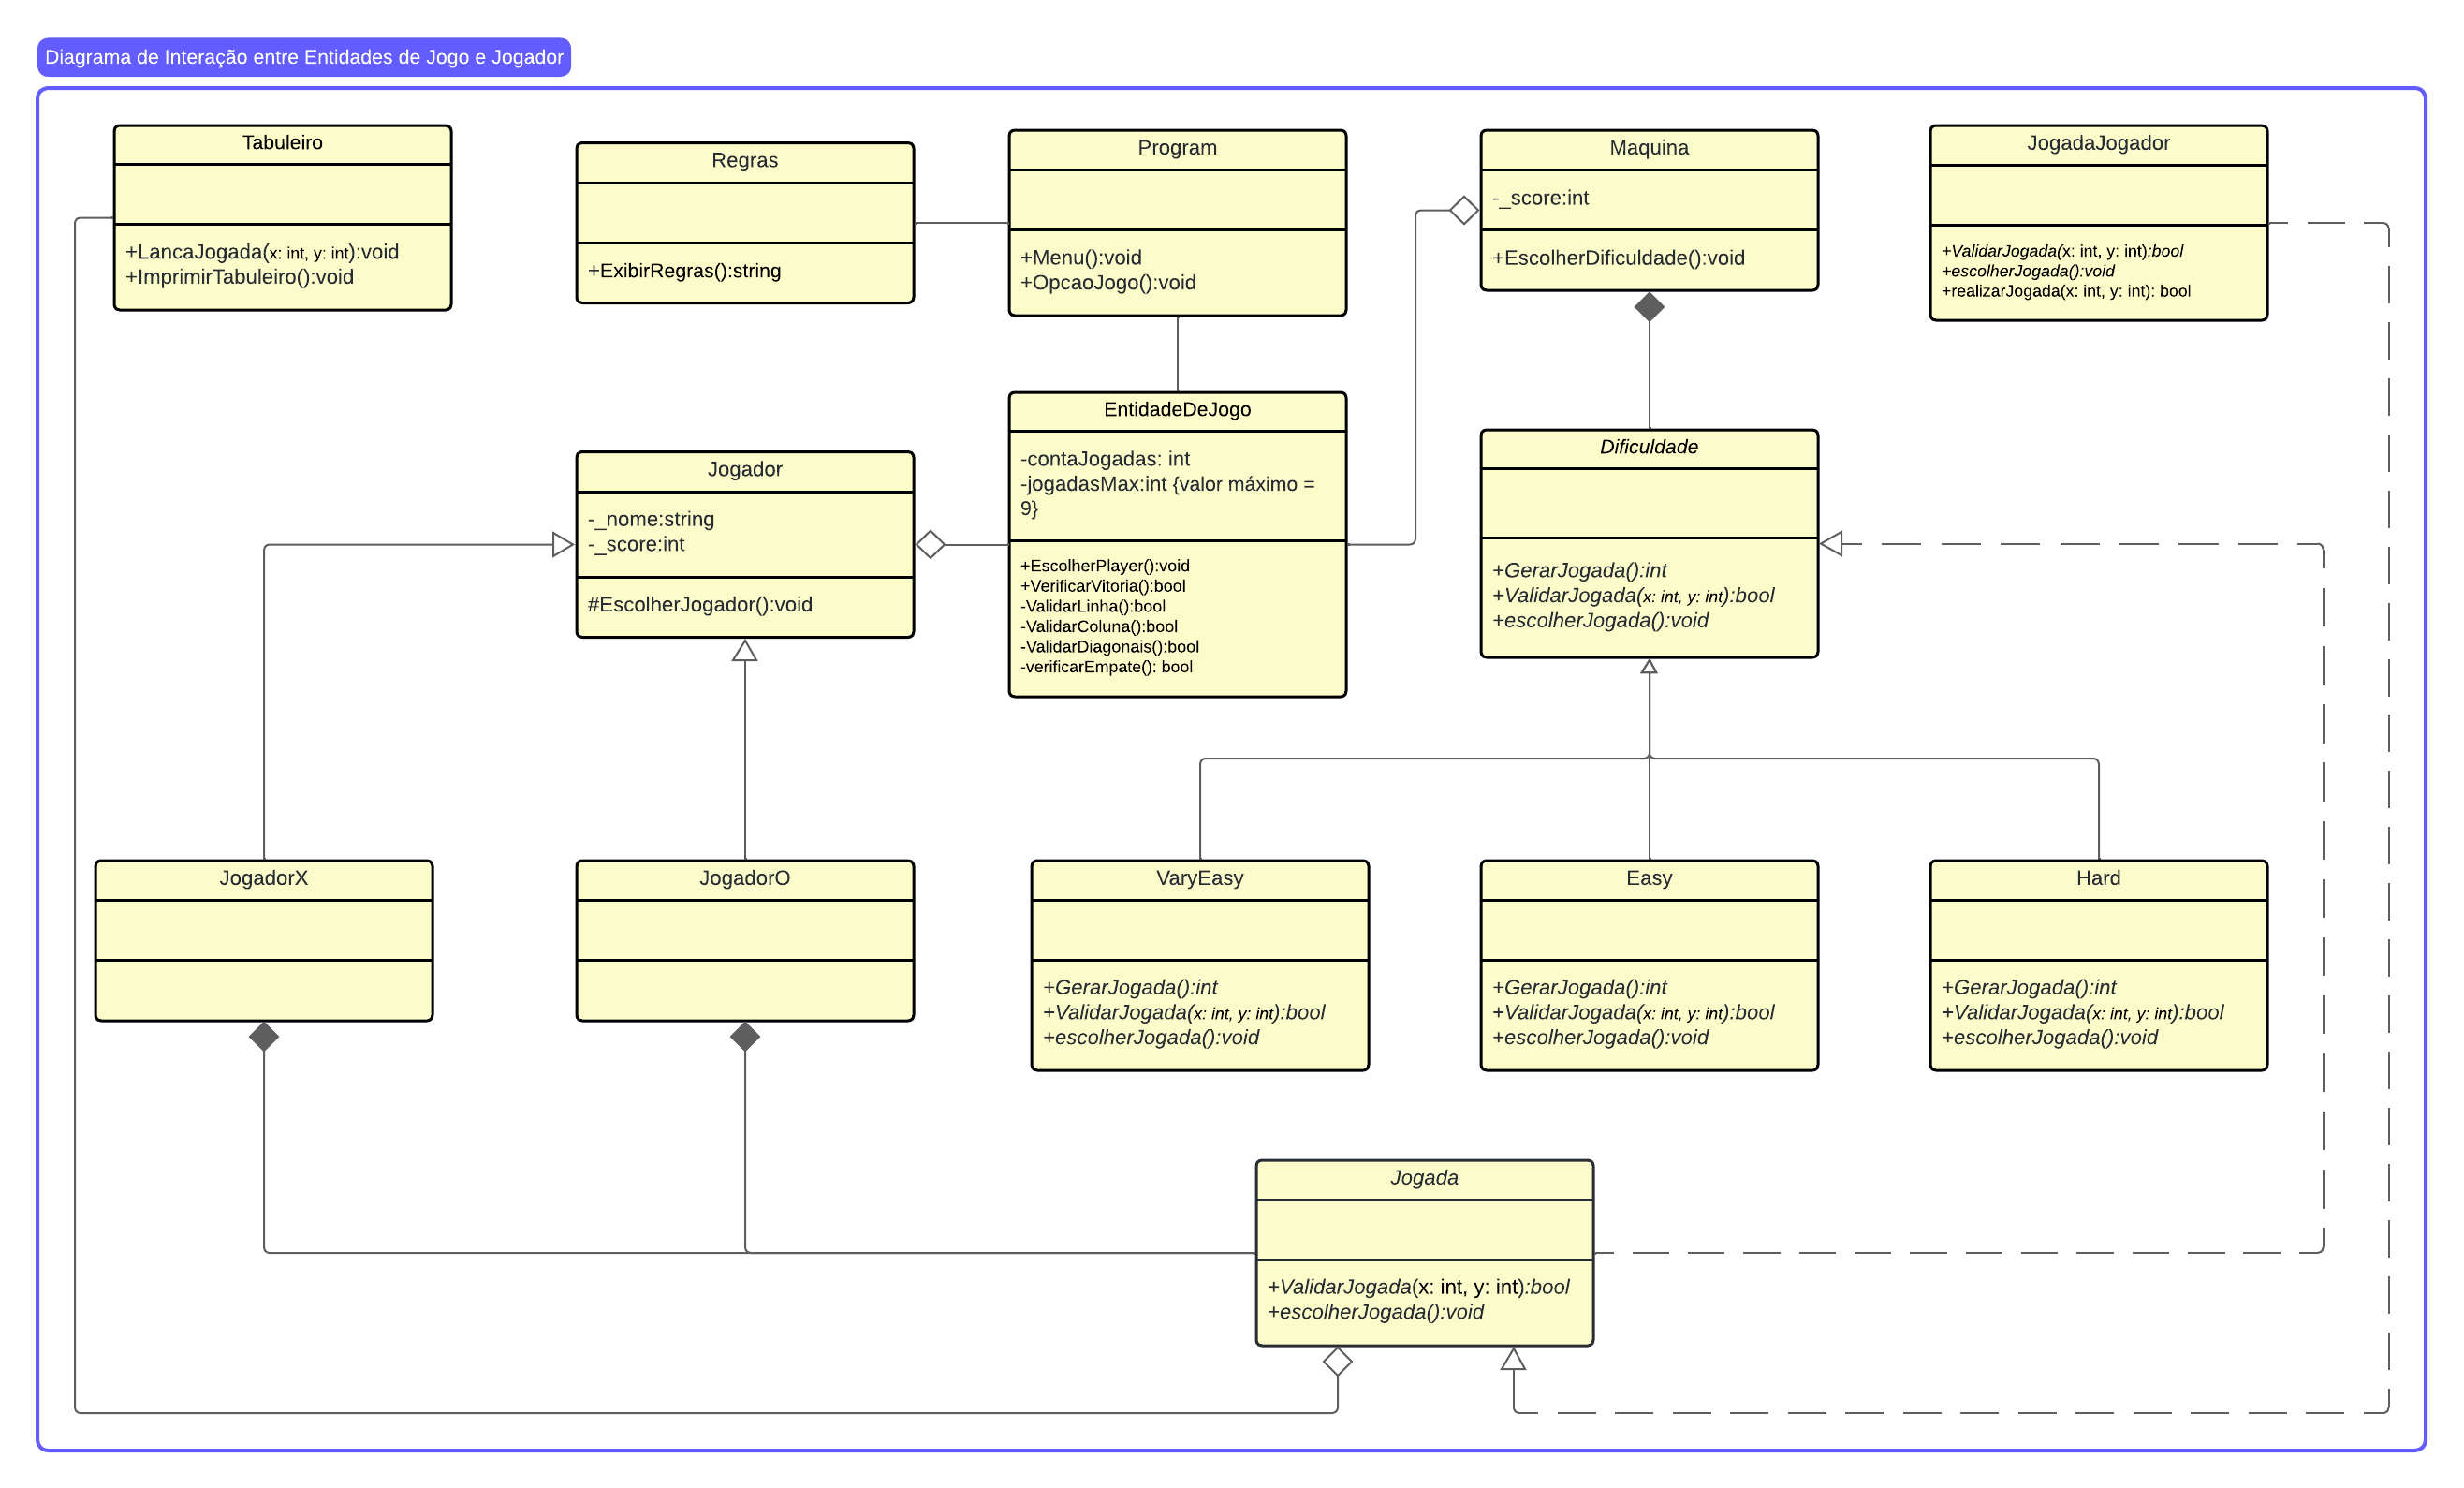 Diagrama de Interação entre Entidades de Jogo e Jogador
Tabuleiro
+LancaJogada(x: int, y: int):void
+ImprimirTabuleiro():void
Regras
+ExibirRegras():string
Program
+Menu():void
+OpcaoJogo():void
Maquina
-_score:int
+EscolherDificuldade():void
JogadaJogador
+ValidarJogada(x: int, y: int):bool
+escolherJogada():void
+realizarJogada(x: int, y: int): bool
Jogador
-_nome:string
-_score:int
#EscolherJogador():void
EntidadeDeJogo
-contaJogadas: int
-jogadasMax:int {valor máximo =
9}
+EscolherPlayer():void
+VerificarVitoria():bool
-ValidarLinha():bool
-ValidarColuna():bool
-ValidarDiagonais():bool
-verificarEmpate(): bool
Dificuldade
+GerarJogada():int
+ValidarJogada(x: int, y: int):bool
+escolherJogada():void
JogadorX
JogadorO
VaryEasy
+GerarJogada():int
+ValidarJogada(x: int, y: int):bool
+escolherJogada():void
Easy
+GerarJogada():int
+ValidarJogada(x: int, y: int):bool
+escolherJogada():void
Hard
+GerarJogada():int
+ValidarJogada(x: int, y: int):bool
+escolherJogada():void
Jogada
+ValidarJogada(x: int, y: int):bool
+escolherJogada():void